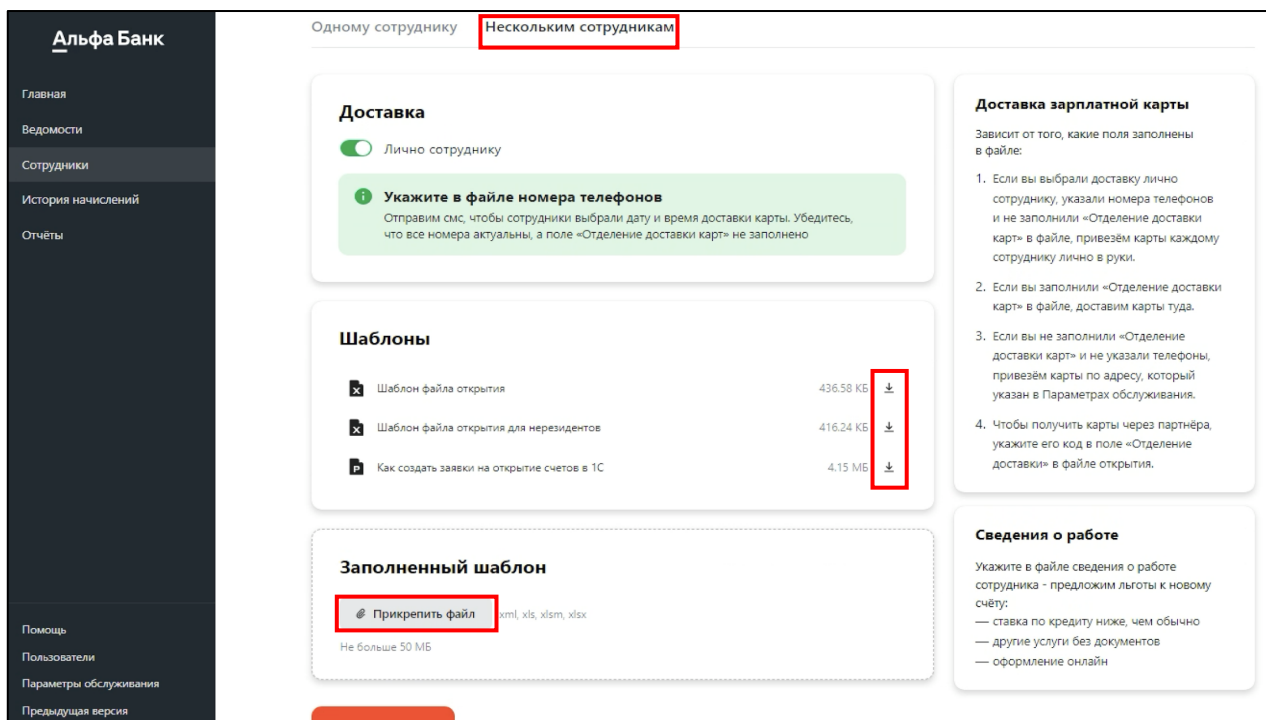 Альфа Банк
Главная
Ведомости
Сотрудники
История начислений
Отчёты
Помощь
Пользователи
Параметры обслуживания
Предыдущая версия
Одному сотруднику Нескольким сотрудникам
Доставка
Лично сотруднику
Укажите в файле номера телефонов
Отправим смс, чтобы сотрудники выбрали дату и время доставки карты. Убедитесь,
что все номера актуальны, а поле «Отделение доставки карт» не заполнено
Шаблоны
Шаблон файла открытия 436.58 КБ
Шаблон файла открытия для нерезидентов 416.24 КБ
Как создать заявки на открытие счетов в 1С 4.15 МБ
Заполненный шаблон
Прикрепить файл xml, xls, xlsm, xlsx
Не больше 50 МБ
Доставка зарплатной карты
Зависит от того, какие поля заполнены
в файле:
1. Если вы выбрали доставку лично
сотруднику, указали номера телефонов
и не заполнили «Отделение доставки
карт» в файле, привезём карты каждому
сотруднику лично в руки.
2. Если вы заполнили «Отделение доставки
карт» в файле, доставим карты туда.
3. Если вы не заполнили «Отделение
доставки карт» и не указали телефоны,
привезём карты по адресу, который
указан в Параметрах обслуживания.
4. Чтобы получить карты через партнёра,
укажите его код в поле «Отделение
доставки» в файле открытия.
Сведения о работе
Укажите в файле сведения о работе
сотрудника - предложим льготы к новому
счёту:
— ставка по кредиту ниже, чем обычно
— другие услуги без документов
— оформление онлайн